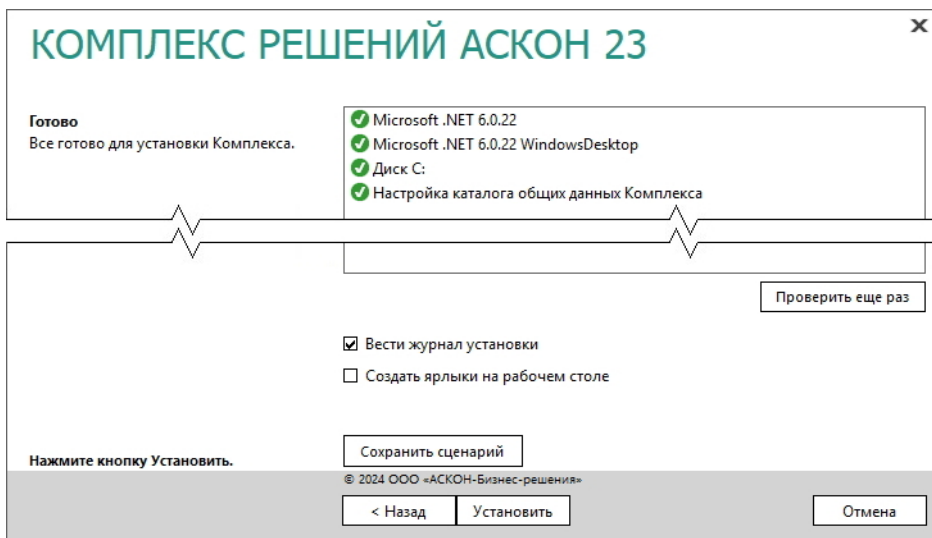 КОМПЛЕКС РЕШЕНИЙ АСКОН 23
Готово
Все готово для установки Комплекса.
Microsoft .NET 6.0.22
Microsoft .NET 6.0.22 WindowsDesktop
Диск C:
Настройка каталога общих данных Комплекса
Проверить еще раз
Вести журнал установки
Создать ярлыки на рабочем столе
Нажмите кнопку Установить.
Сохранить сценарий
© 2024 ООО «АСКОН-Бизнес-решения»
< Назад
Установить
Отмена